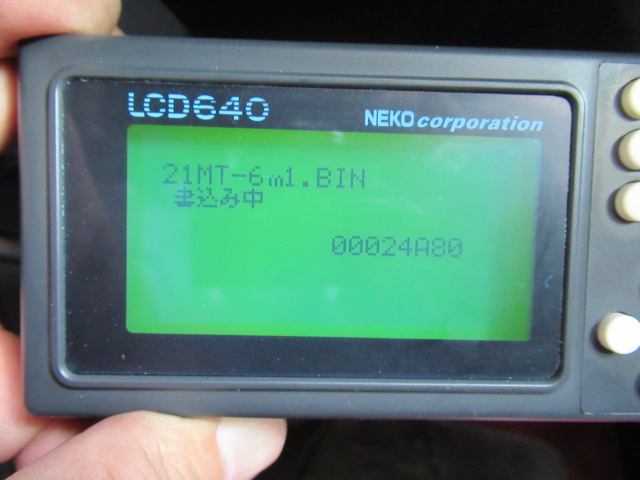 LCD640
NEKO corporation
21MT-6m1.BIN
書込み中
00024A80